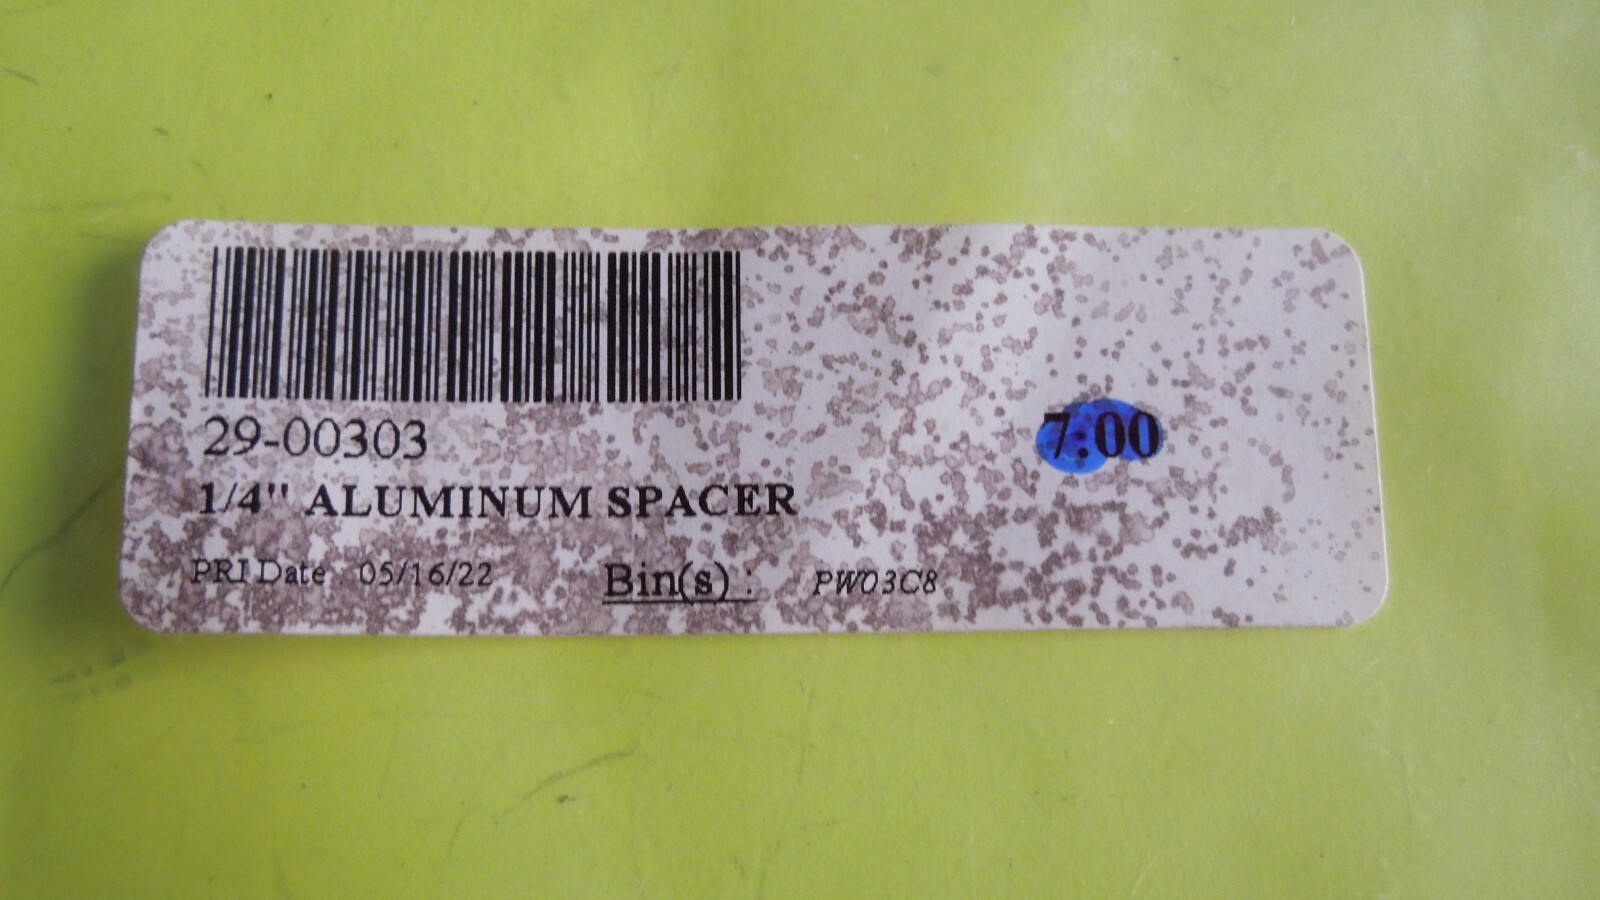 29-00303
7.00
1/4" ALUMINUM SPACER
PRI Date : 05/16/22 Bin(s) : PW03C8